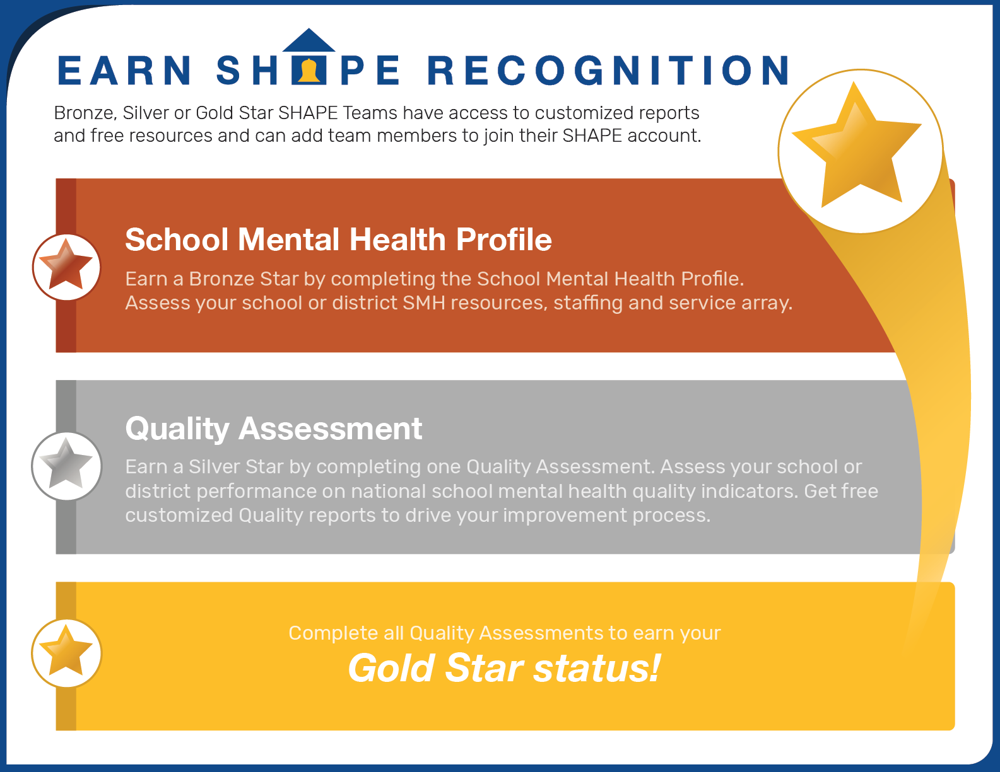 EARN SHAPE RECOGNITION
Bronze, Silver or Gold Star SHAPE Teams have access to customized reports
and free resources and can add team members to join their SHAPE account.
School Mental Health Profile
Earn a Bronze Star by completing the School Mental Health Profile.
Assess your school or district SMH resources, staffing and service array.
Quality Assessment
Earn a Silver Star by completing one Quality Assessment. Assess your school or
district performance on national school mental health quality indicators. Get free
customized Quality reports to drive your improvement process.
Complete all Quality Assessments to earn your
Gold Star status!